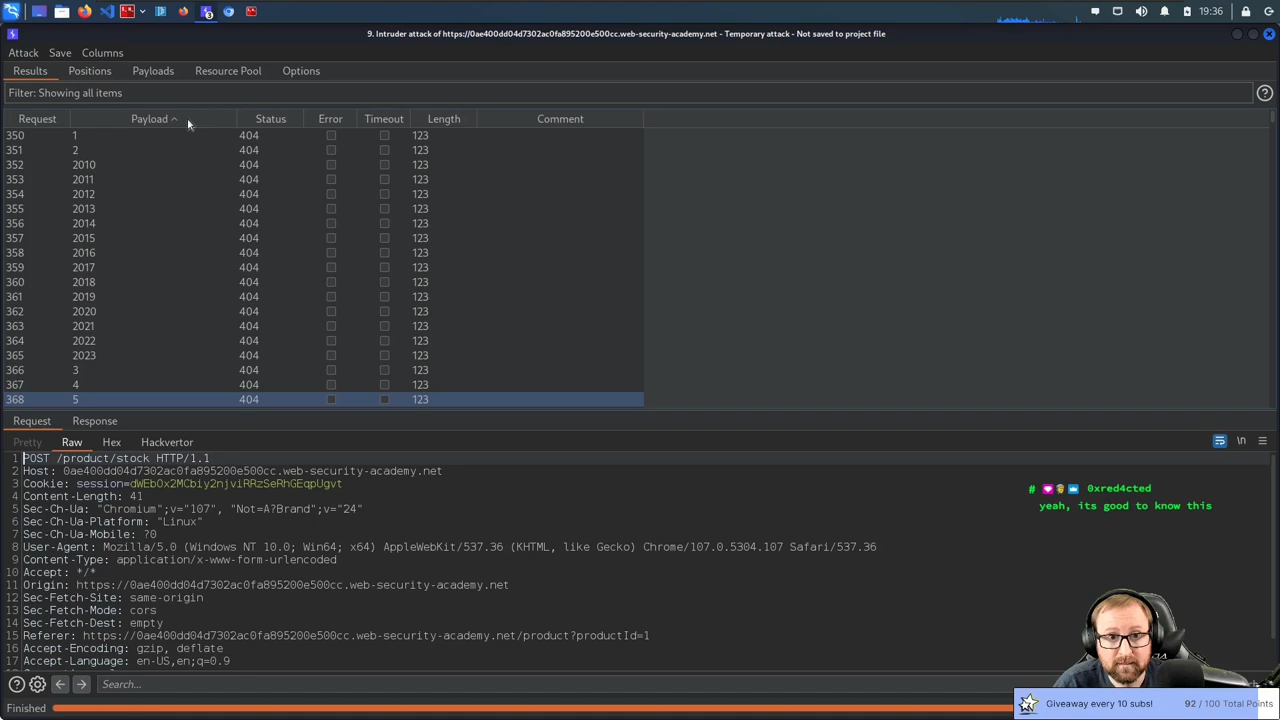 19:36
9. Intruder attack of https://0ae400dd04d7302ac0fa895200e500cc.web-security-academy.net - Temporary attack - Not saved to project file
Attack Save Columns
Results Positions Payloads Resource Pool Options
Filter: Showing all items
Request Payload Status Error Timeout Length Comment
350 1 404 123
351 2 404 123
352 2010 404 123
353 2011 404 123
354 2012 404 123
355 2013 404 123
356 2014 404 123
357 2015 404 123
358 2016 404 123
359 2017 404 123
360 2018 404 123
361 2019 404 123
362 2020 404 123
363 2021 404 123
364 2022 404 123
365 2023 404 123
366 3 404 123
367 4 404 123
368 5 404 123
Request Response
Pretty Raw Hex Hackvertor \n
1 POST /product/stock HTTP/1.1
2 Host: 0ae400dd04d7302ac0fa895200e500cc.web-security-academy.net
3 Cookie: session=dWEbOx2MCbiy2njviRRzSeRhGEqpUgvt
4 Content-Length: 41
5 Sec-Ch-Ua: "Chromium";v="107", "Not=A?Brand";v="24"
6 Sec-Ch-Ua-Platform: "Linux"
7 Sec-Ch-Ua-Mobile: ?0
8 User-Agent: Mozilla/5.0 (Windows NT 10.0; Win64; x64) AppleWebKit/537.36 (KHTML, like Gecko) Chrome/107.0.5304.107 Safari/537.36
9 Content-Type: application/x-www-form-urlencoded
10 Accept: */*
11 Origin: https://0ae400dd04d7302ac0fa895200e500cc.web-security-academy.net
12 Sec-Fetch-Site: same-origin
13 Sec-Fetch-Mode: cors
14 Sec-Fetch-Dest: empty
15 Referer: https://0ae400dd04d7302ac0fa895200e500cc.web-security-academy.net/product?productId=1
16 Accept-Encoding: gzip, deflate
17 Accept-Language: en-US,en;q=0.9
# 0xred4cted
yeah, its good to know this
Search...
Finished
Giveaway every 10 subs! 92 / 100 Total Points